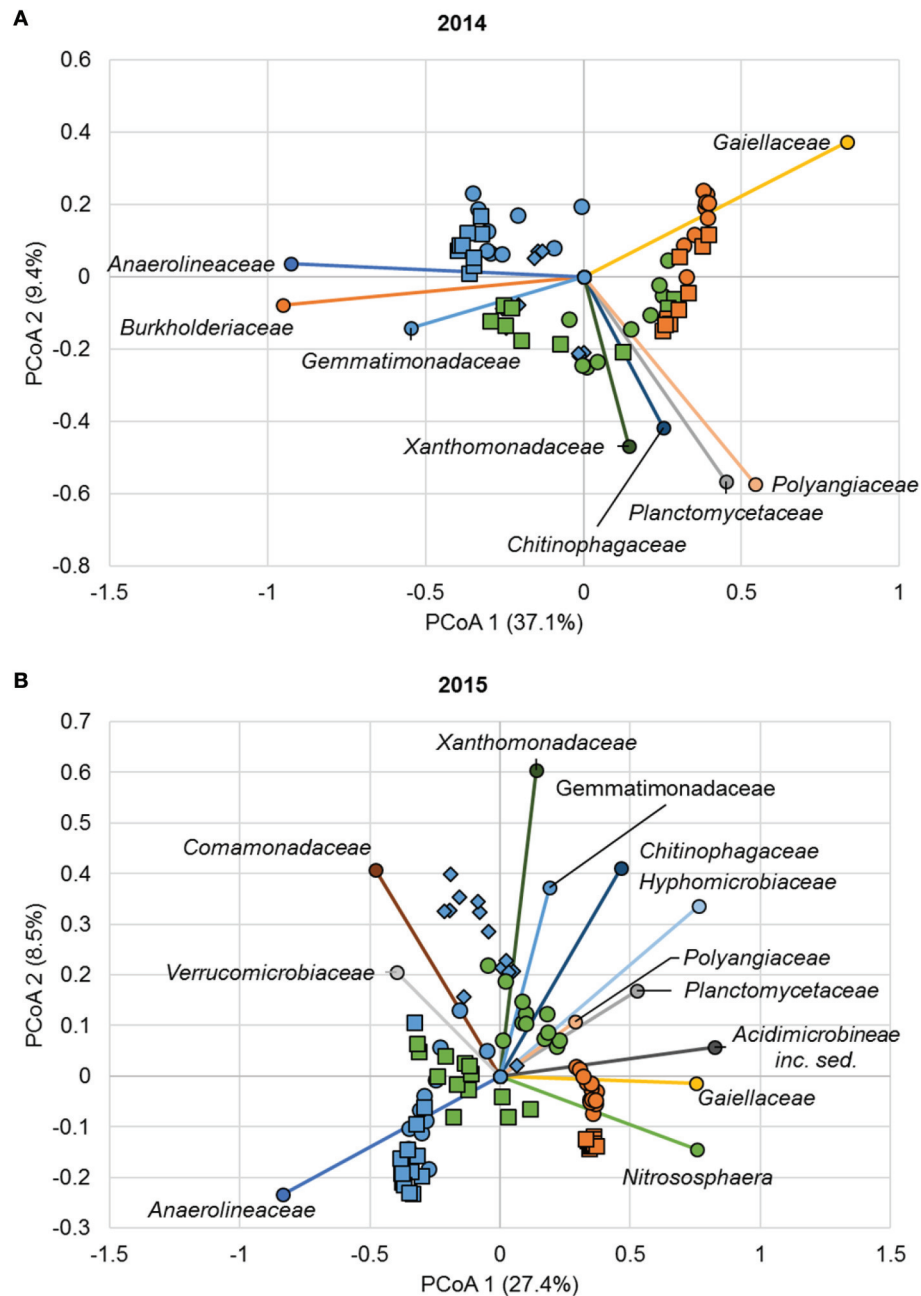 A
2014
0.6
0.4
0.2
0
-0.2
-0.4
-0.6
-0.8
PCoA 2 (9.4%)
Gaiellaceae
Anaerolineaceae
Burkholderiaceae
Gemmatimonadaceae
Xanthomonadaceae
Polyangiaceae
Planctomycetaceae
Chitinophagaceae
-1.5 -1 -0.5 0 0.5 1
PCoA 1 (37.1%)
B
2015
0.7
0.6
0.5
0.4
0.3
0.2
0.1
0
-0.1
-0.2
-0.3
PCoA 2 (8.5%)
Xanthomonadaceae
Gemmatimonadaceae
Comamonadaceae
Chitinophagaceae
Hyphomicrobiaceae
Verrucomicrobiaceae
Polyangiaceae
Planctomycetaceae
Acidimicrobineae
inc. sed.
Gaiellaceae
Nitrososphaera
Anaerolineaceae
-1.5 -1 -0.5 0 0.5 1 1.5
PCoA 1 (27.4%)